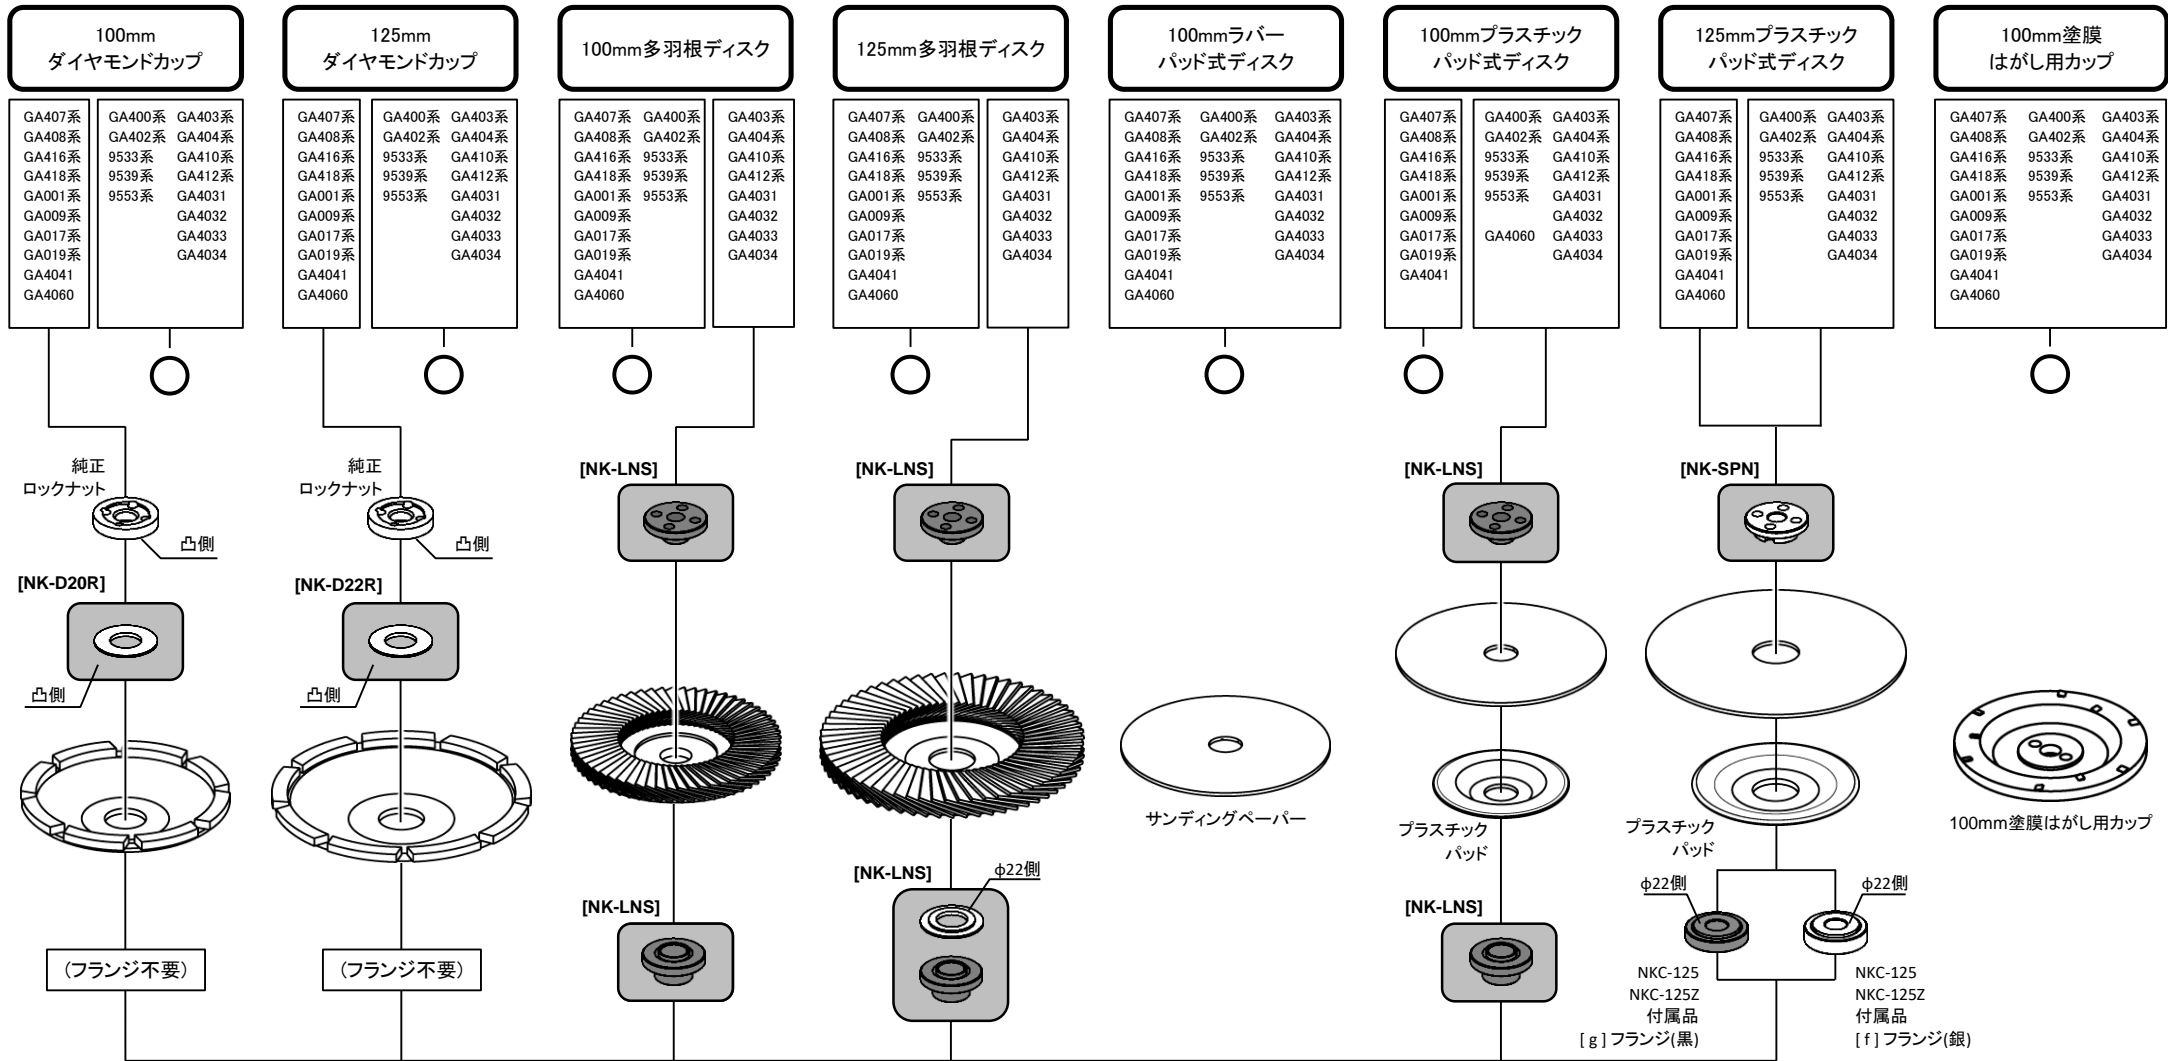 100mm
ダイヤモンドカップ
125mm
ダイヤモンドカップ
100mm多羽根ディスク
125mm多羽根ディスク
100mmラバー
パッド式ディスク
100mmプラスチック
パッド式ディスク
125mmプラスチック
パッド式ディスク
100mm塗膜
はがし用カップ
GA407系
GA408系
GA416系
GA418系
GA001系
GA009系
GA017系
GA019系
GA4041
GA4060
GA400系 GA403系
GA402系 GA404系
9533系 GA410系
9539系 GA412系
9553系 GA4031
GA4032
GA4033
GA4034
GA407系
GA408系
GA416系
GA418系
GA001系
GA009系
GA017系
GA019系
GA4041
GA4060
GA400系 GA403系
GA402系 GA404系
9533系 GA410系
9539系 GA412系
9553系 GA4031
GA4032
GA4033
GA4034
GA407系 GA400系
GA408系 GA402系
GA416系 9533系
GA418系 9539系
GA001系 9553系
GA009系
GA017系
GA019系
GA4041
GA4060
GA403系
GA404系
GA410系
GA412系
GA4031
GA4032
GA4033
GA4034
GA407系 GA400系
GA408系 GA402系
GA416系 9533系
GA418系 9539系
GA001系 9553系
GA009系
GA017系
GA019系
GA4041
GA4060
GA403系
GA404系
GA410系
GA412系
GA4031
GA4032
GA4033
GA4034
GA407系 GA400系 GA403系
GA408系 GA402系 GA404系
GA416系 9533系 GA410系
GA418系 9539系 GA412系
GA001系 9553系 GA4031
GA009系 GA4032
GA017系 GA4033
GA019系 GA4034
GA4041
GA4060
GA407系
GA408系
GA416系
GA418系
GA001系
GA009系
GA017系
GA019系
GA4041
GA400系 GA403系
GA402系 GA404系
9533系 GA410系
9539系 GA412系
9553系 GA4031
GA4032
GA4060 GA4033
GA4034
GA407系
GA408系
GA416系
GA418系
GA001系
GA009系
GA017系
GA019系
GA4041
GA4060
GA400系 GA403系
GA402系 GA404系
9533系 GA410系
9539系 GA412系
9553系 GA4031
GA4032
GA4033
GA4034
GA407系 GA400系 GA403系
GA408系 GA402系 GA404系
GA416系 9533系 GA410系
GA418系 9539系 GA412系
GA001系 9553系 GA4031
GA009系 GA4032
GA017系 GA4033
GA019系 GA4034
GA4041
GA4060
純正
ロックナット
凸側
[NK-D20R]
凸側
(フランジ不要)
純正
ロックナット
凸側
[NK-D22R]
凸側
(フランジ不要)
[NK-LNS]
[NK-LNS]
[NK-LNS]
[NK-LNS]
φ22側
サンディングペーパー
[NK-LNS]
プラスチック
パッド
[NK-LNS]
[NK-SPN]
プラスチック
パッド
φ22側
φ22側
NKC-125
NKC-125Z
付属品
[ g ] フランジ(黒)
NKC-125
NKC-125Z
付属品
[ f ] フランジ(銀)
100mm塗膜はがし用カップ